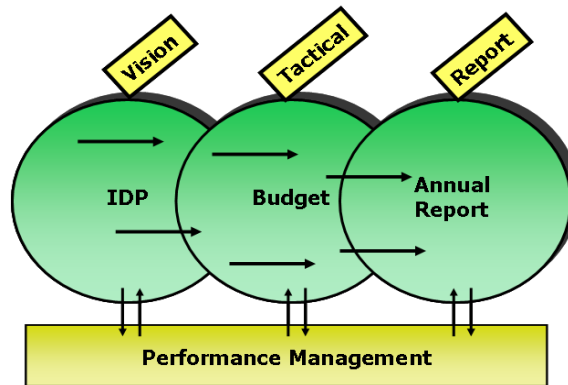 Vision
Tactical
Report
IDP
Budget
Annual
Report
Performance Management